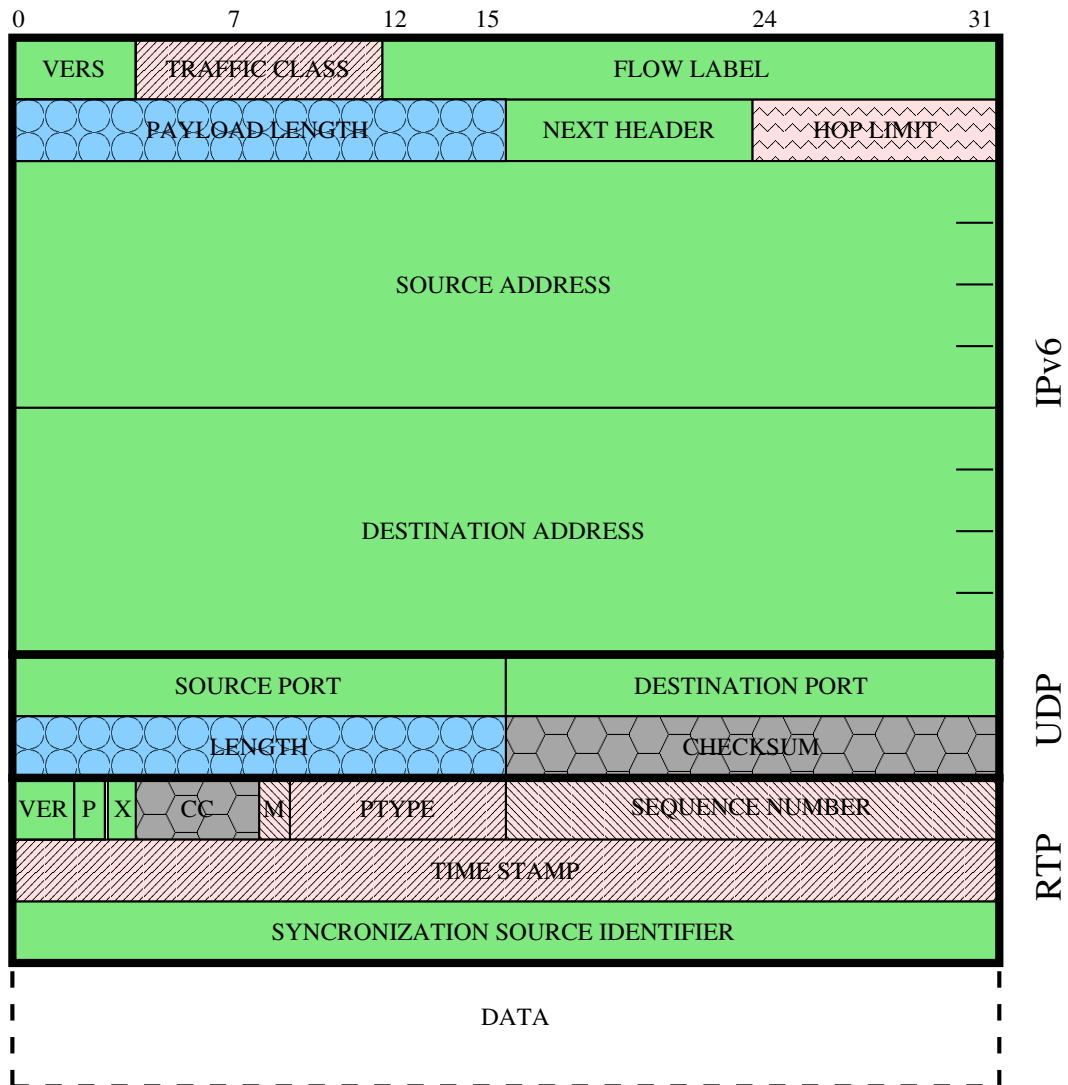 0 7 12 15 24 31
VERS TRAFFIC CLASS FLOW LABEL
PAYLOAD LENGTH NEXT HEADER HOP LIMIT
SOURCE ADDRESS
IPv6
DESTINATION ADDRESS
SOURCE PORT DESTINATION PORT
UDP
LENGTH CHECKSUM
VER P X CC M PTYPE SEQUENCE NUMBER
RTP
TIME STAMP
SYNCRONIZATION SOURCE IDENTIFIER
DATA